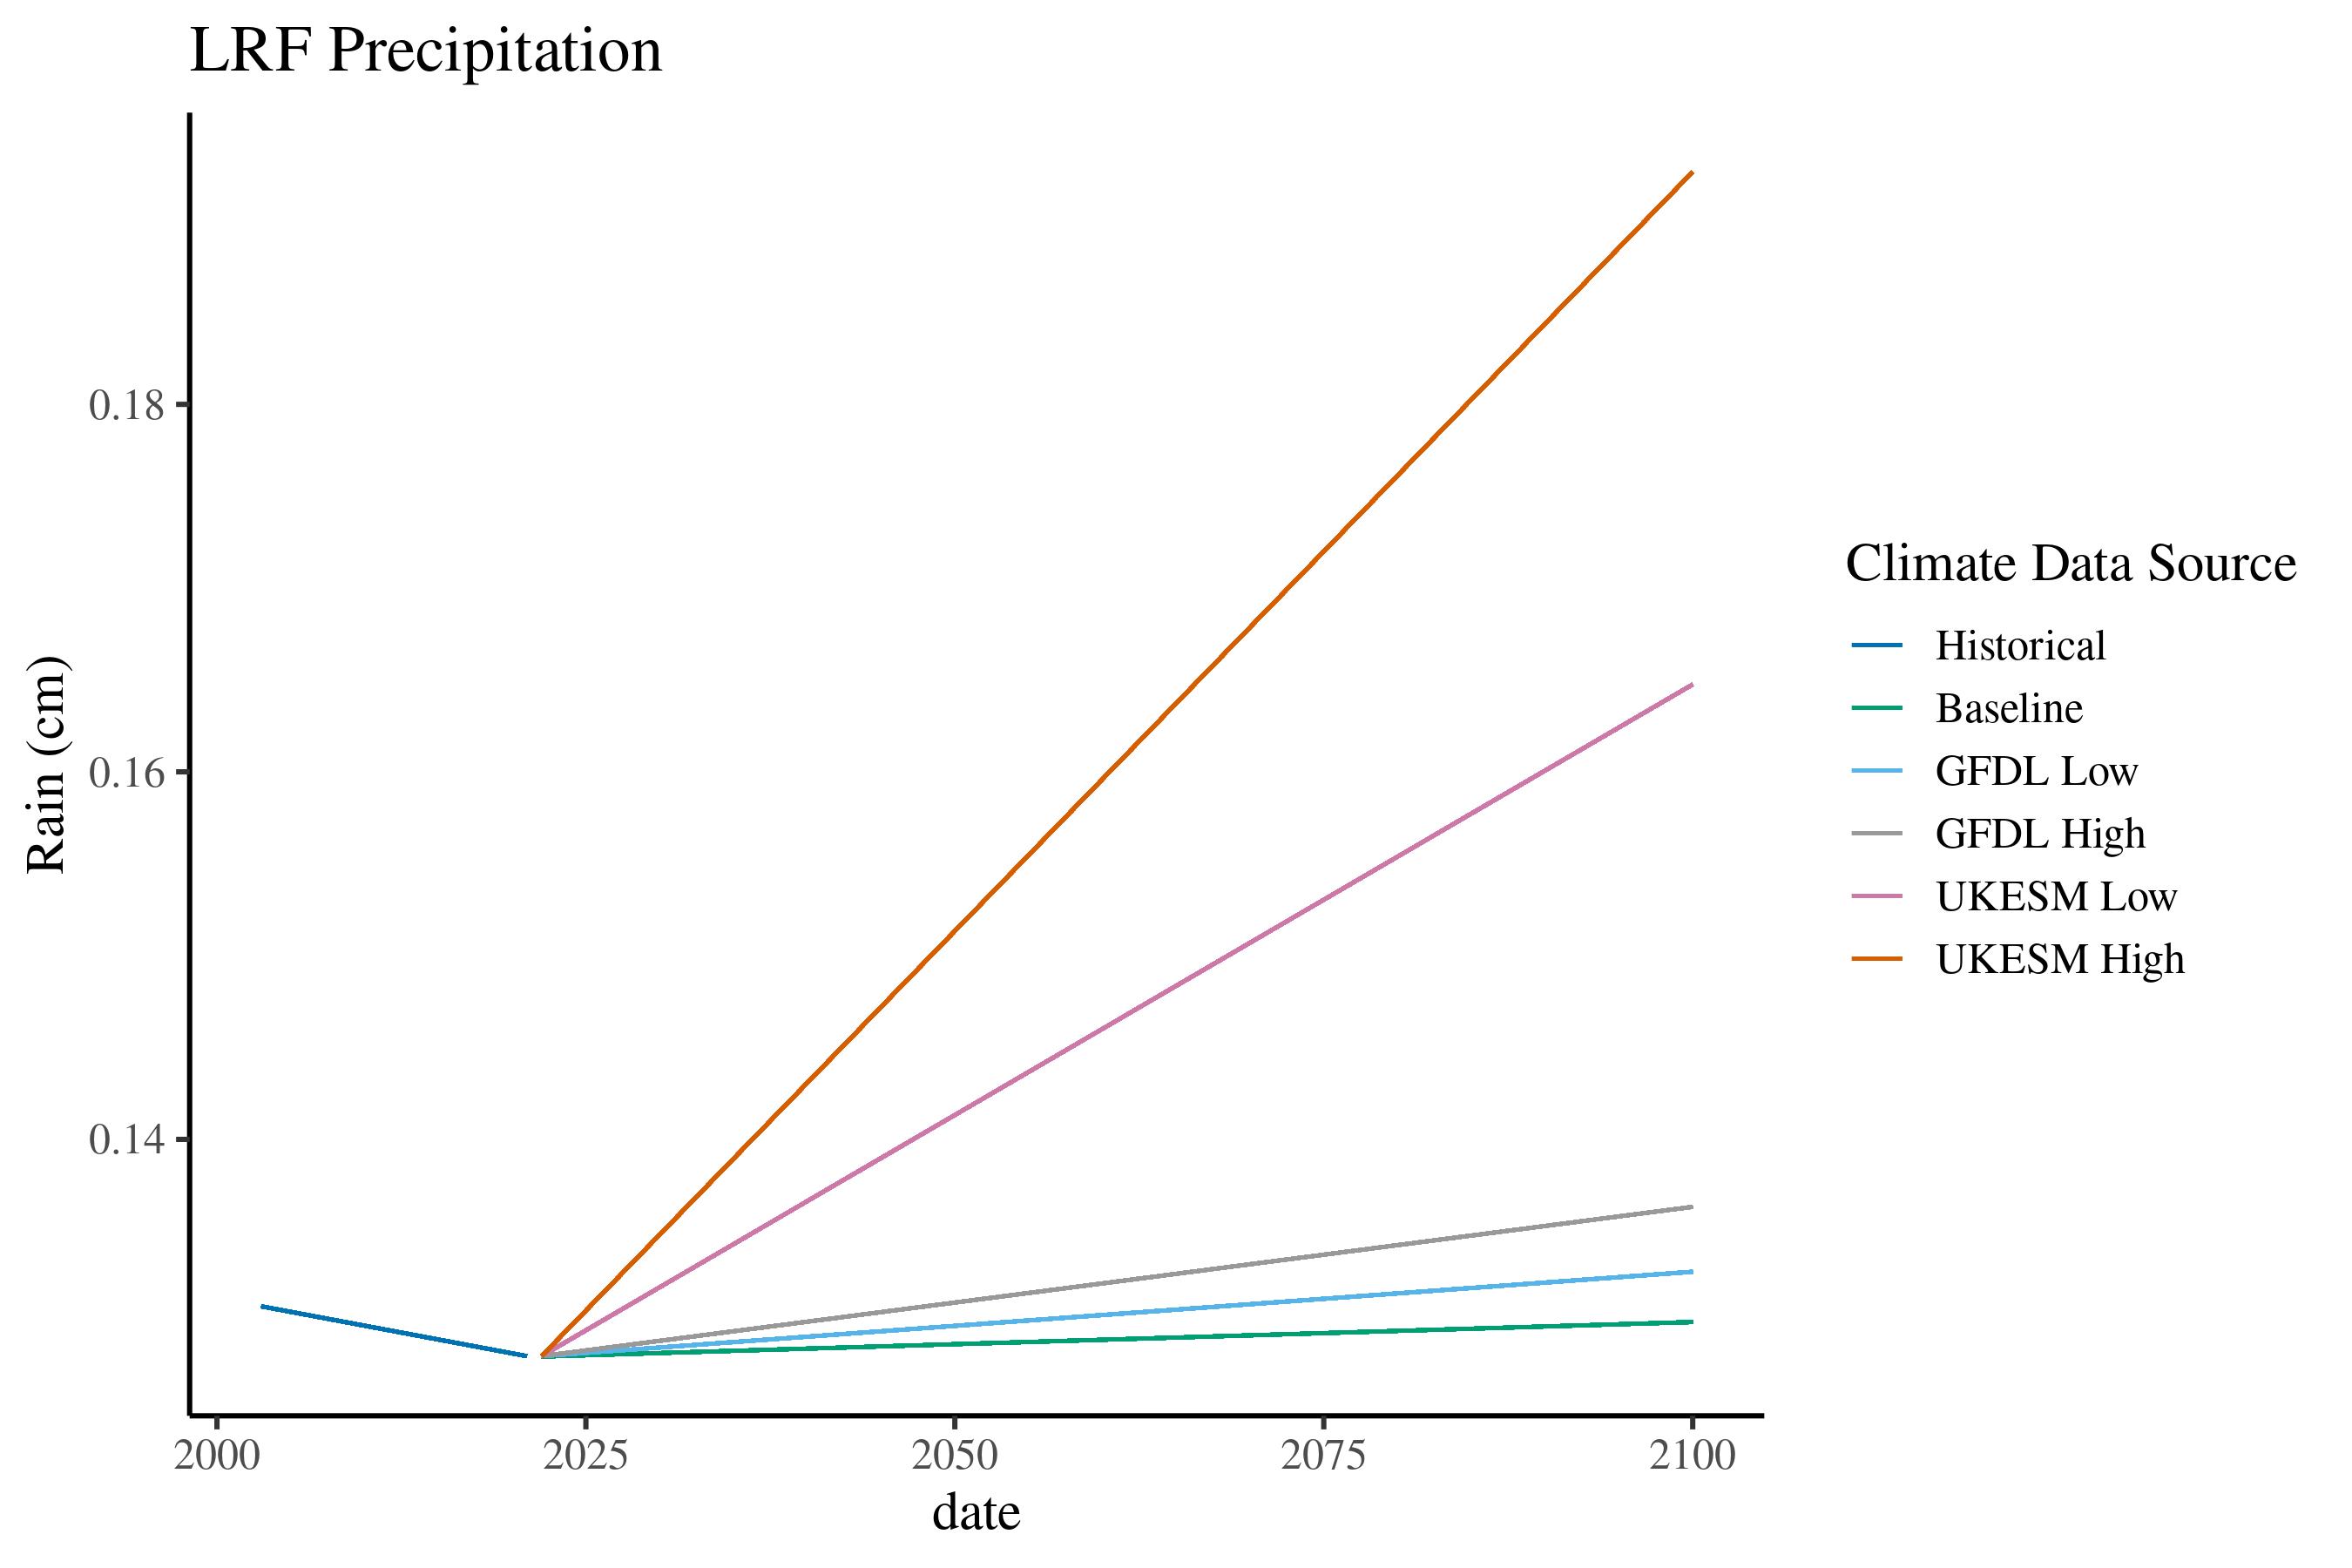 LRF Precipitation
Rain (cm)
0.18
0.16
0.14
2000 2025 2050 2075 2100
date
Climate Data Source
Historical
Baseline
GFDL Low
GFDL High
UKESM Low
UKESM High